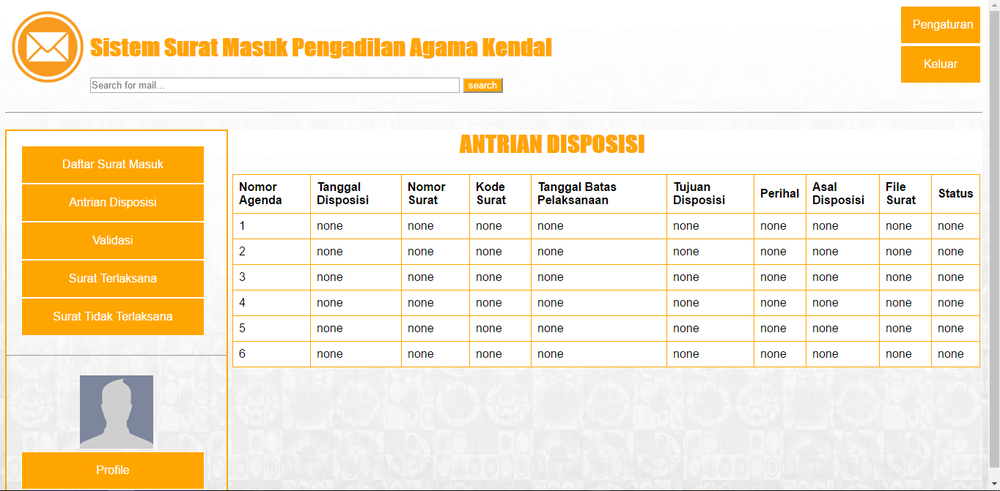 Pengaturan
Sistem Surat Masuk Pengadilan Agama Kendal
Keluar
Search for mail... search
ANTRIAN DISPOSISI
Daftar Surat Masuk
Antrian Disposisi
Validasi
Surat Terlaksana
Surat Tidak Terlaksana
Profile
Nomor Agenda Tanggal Disposisi Nomor Surat Kode Surat Tanggal Batas Pelaksanaan Tujuan Disposisi Perihal Asal Disposisi File Surat Status
1 none none none none none none none none none
2 none none none none none none none none none
3 none none none none none none none none none
4 none none none none none none none none none
5 none none none none none none none none none
6 none none none none none none none none none